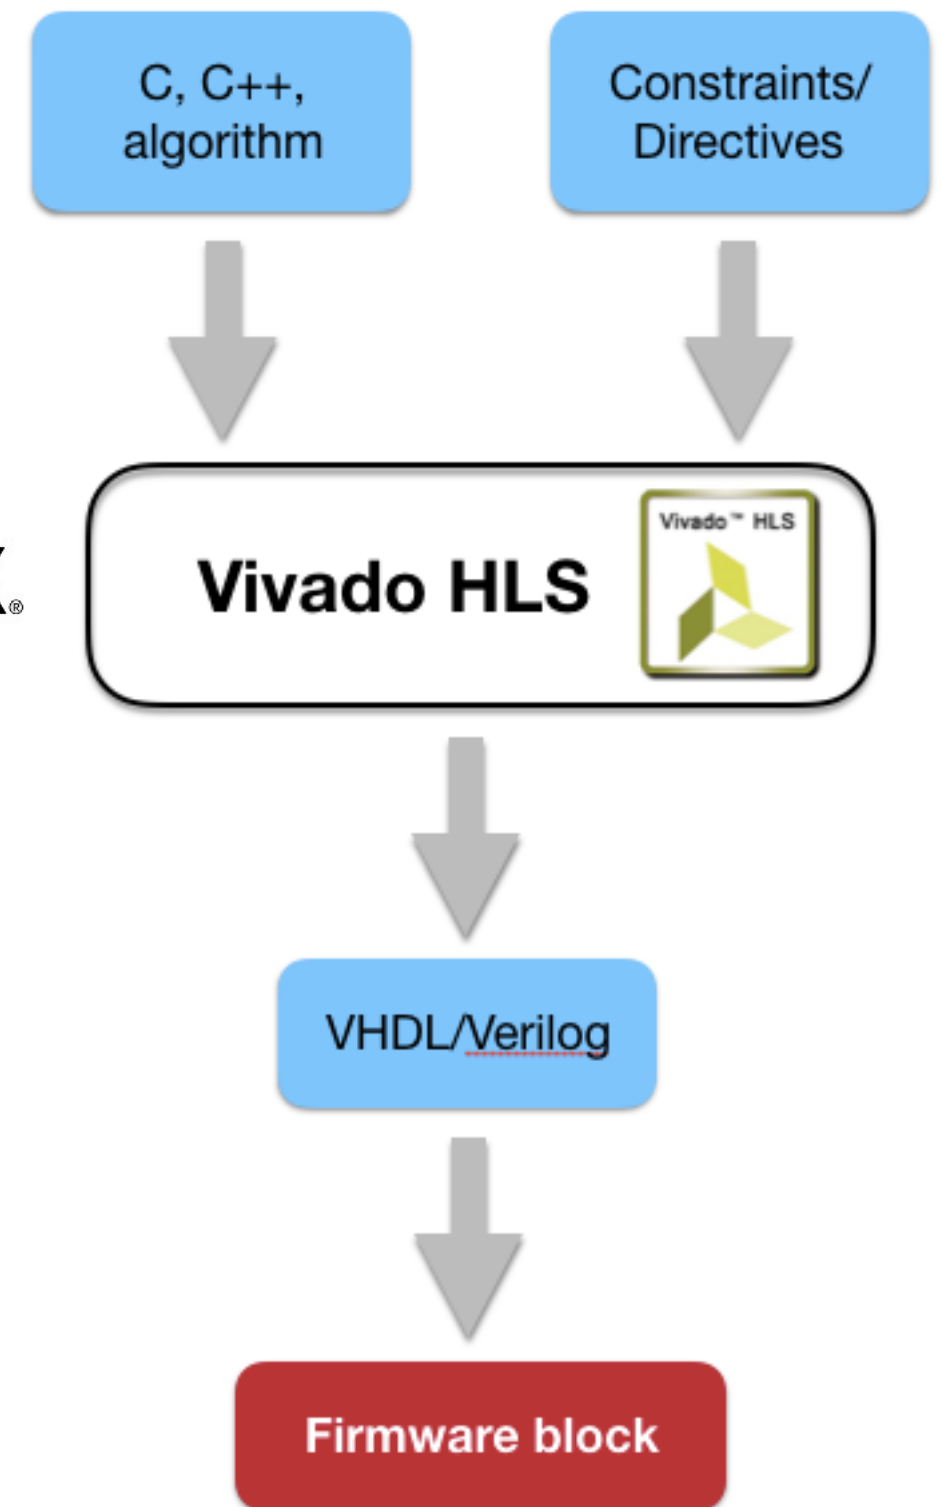 C, C++,
algorithm
Constraints/
Directives
®
Vivado HLS
Vivado™ HLS
VHDL/Verilog
Firmware block